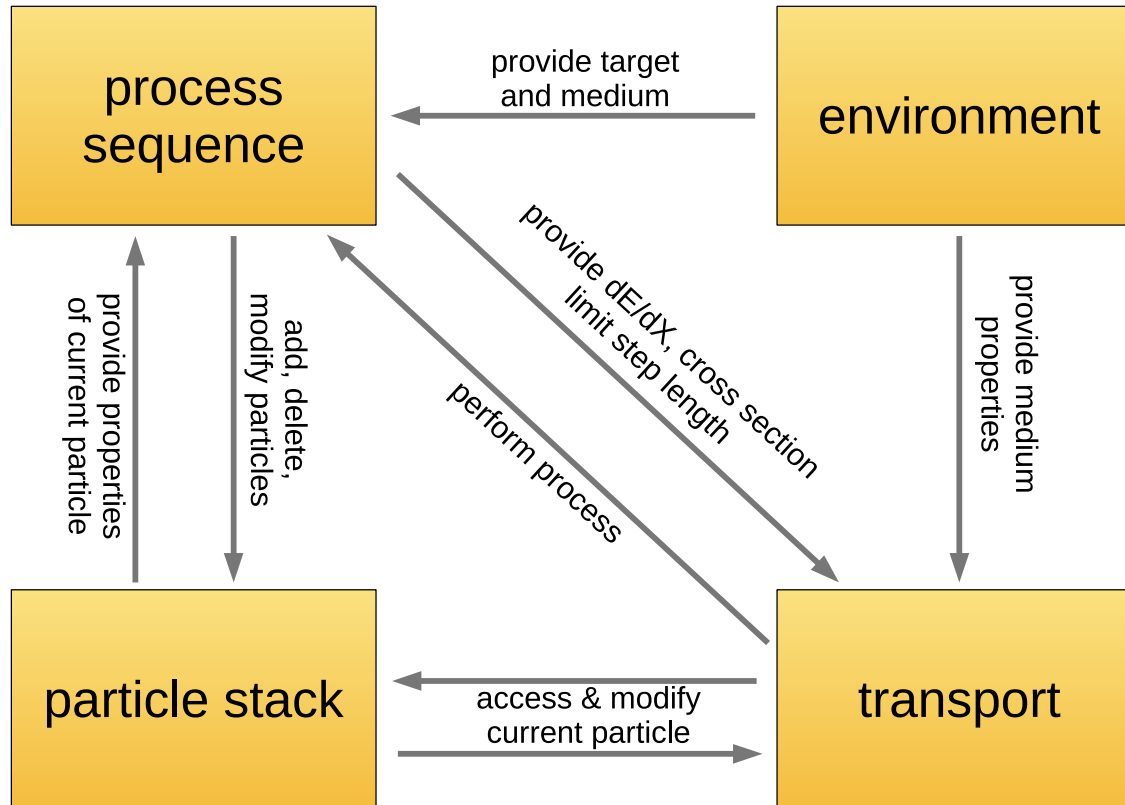 process
sequence
provide target
and medium
environment
provide dE/dX, cross section
limit step length
perform process
provide properties
of current particle
add, delete,
modify particles
provide medium
properties
particle stack
access & modify
current particle
transport